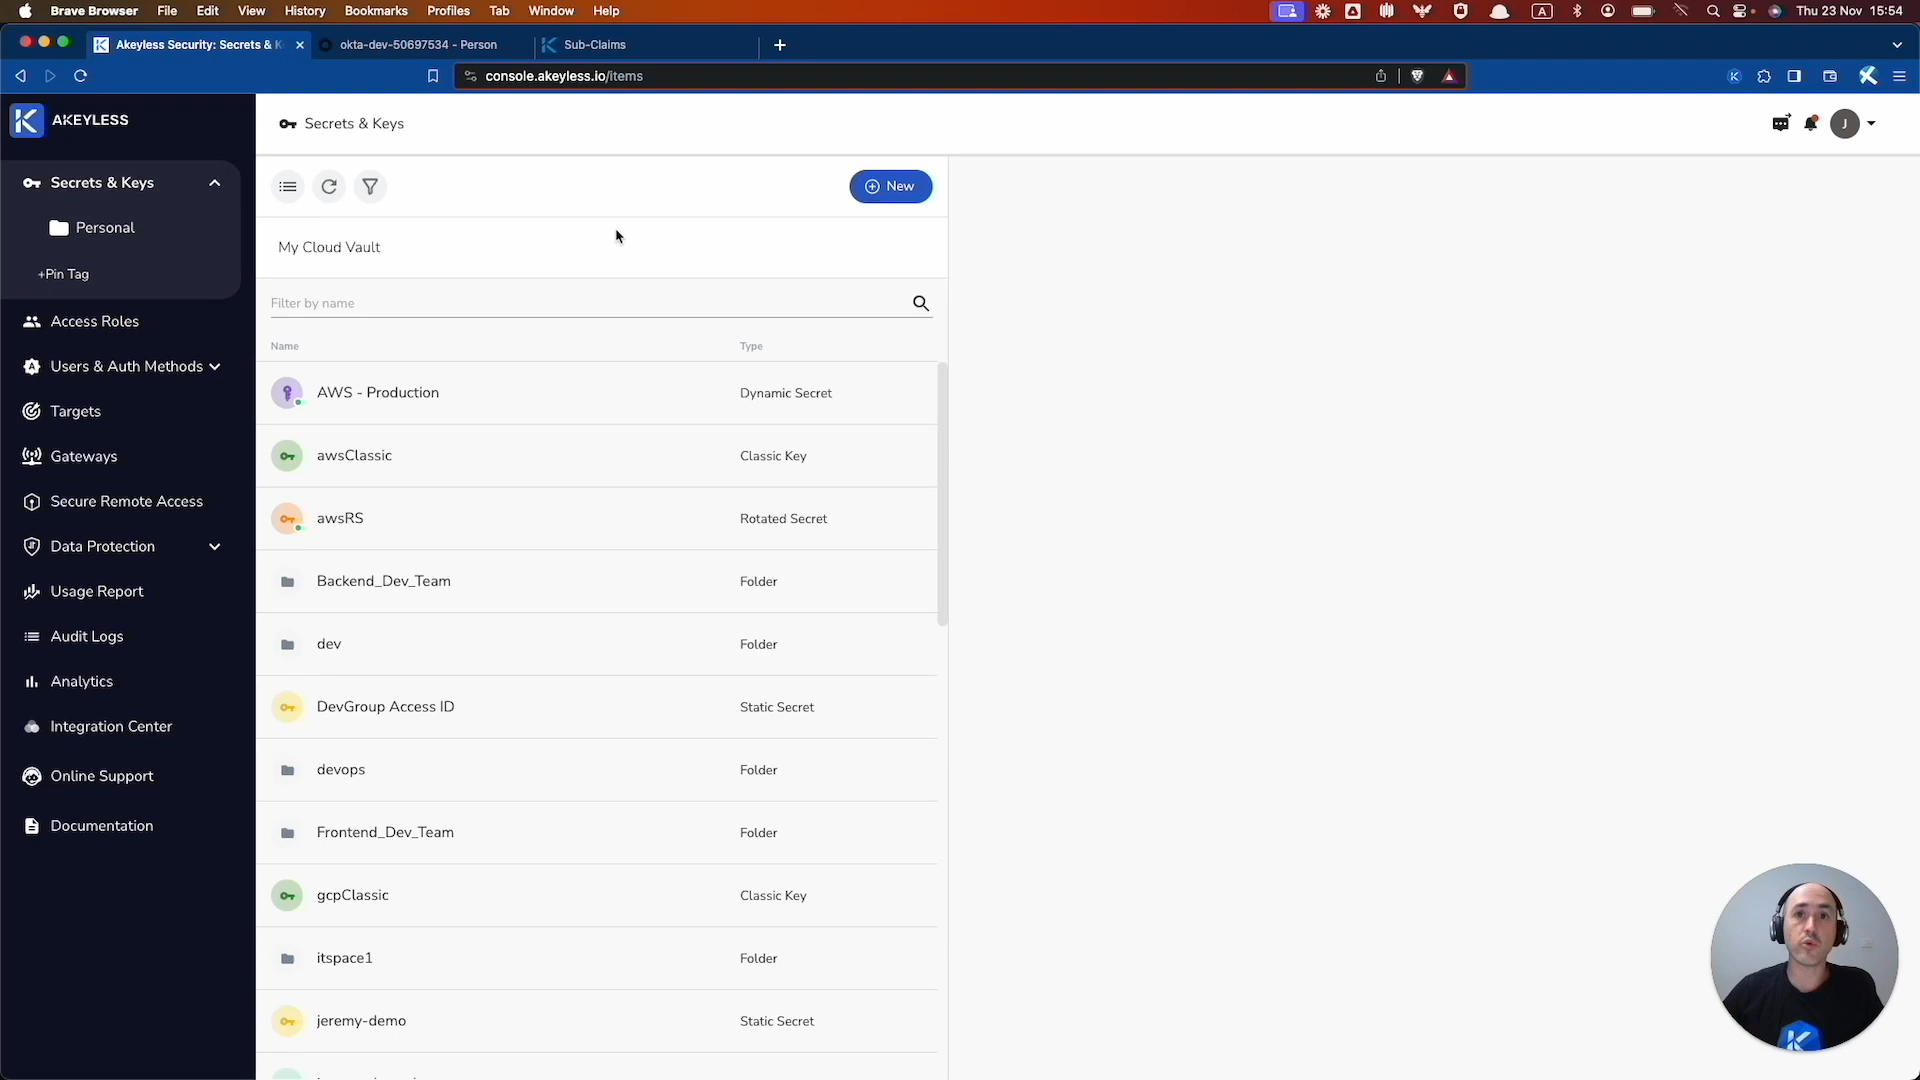 Brave Browser File Edit View History Bookmarks Profiles Tab Window Help A Thu 23 Nov 15:54
Akeyless Security: Secrets & K okta-dev-50697534 - Person Sub-Claims
console.akeyless.io/items
AKEYLESS
Secrets & Keys
Personal
+Pin Tag
Access Roles
Users & Auth Methods
Targets
Gateways
Secure Remote Access
Data Protection
Usage Report
Audit Logs
Analytics
Integration Center
Online Support
Documentation
Secrets & Keys
J
New
My Cloud Vault
Filter by name
Name Type
AWS - Production Dynamic Secret
awsClassic Classic Key
awsRS Rotated Secret
Backend_Dev_Team Folder
dev Folder
DevGroup Access ID Static Secret
devops Folder
Frontend_Dev_Team Folder
gcpClassic Classic Key
itspace1 Folder
jeremy-demo Static Secret